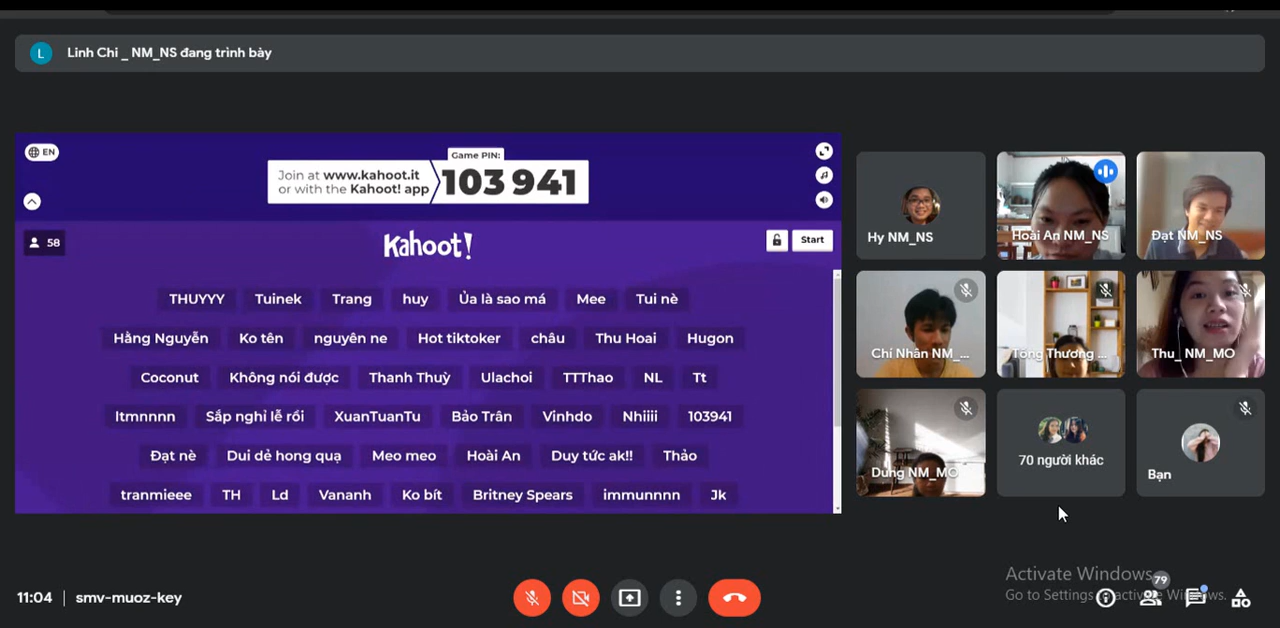 L Linh Chi _ NM_NS đang trình bày
EN
Join at www.kahoot.it
or with the Kahoot! app
Game PIN:
103 941
58
Kahoot!
Start
THUYYY Tuinek Trang huy Ủa là sao má Mee Tui nè
Hằng Nguyễn Ko tên nguyên ne Hot tiktoker châu Thu Hoai Hugon
Coconut Không nói được Thanh Thuỳ Ulachoi TTThao NL Tt
Itmnnnn Sắp nghỉ lễ rồi XuanTuanTu Bảo Trân Vinhdo Nhiiii 103941
Đạt nè Dui dẻ hong quạ Meo meo Hoài An Duy tức ak!! Thảo
tranmieee TH Ld Vananh Ko bít Britney Spears immunnnn Jk
Hy NM_NS
Hoài An NM_NS
Đạt NM_NS
Chí Nhân NM_...
Tống Thương ...
Thu_ NM_MO
Dung NM_MO
70 người khác
Bạn
11:04 | smv-muoz-key
Activate Windows
Go to Settings to activate Windows.
79